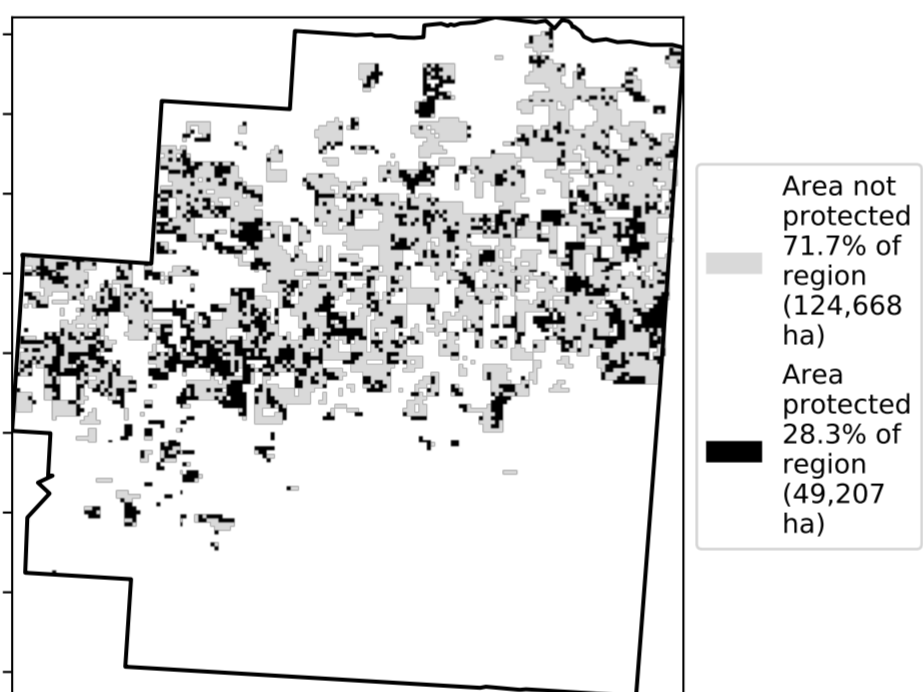 Area not
protected
71.7% of
region
(124,668
ha)
Area
protected
28.3% of
region
(49,207
ha)